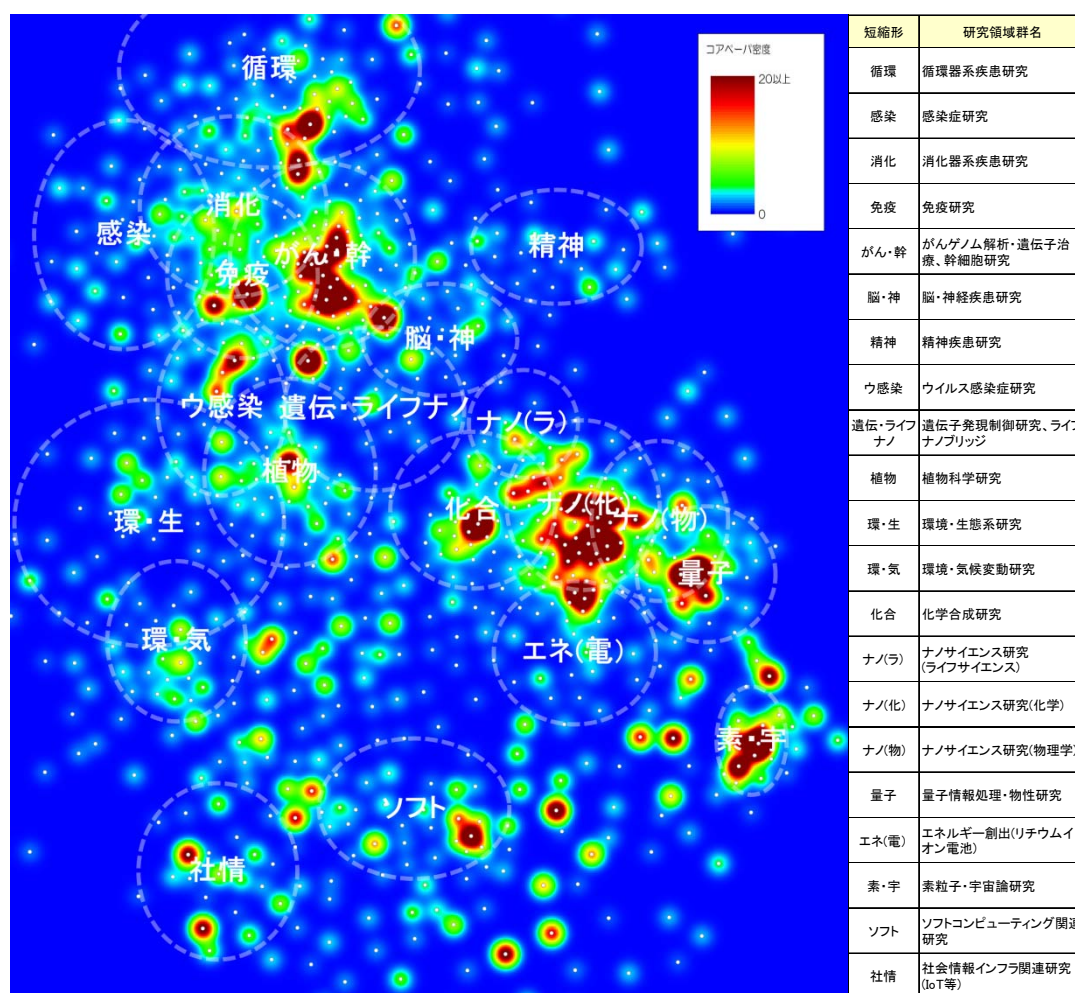 循環
感染
消化
がん・幹
免疫
精神
脳・神
ウ感染
遺伝・ライフナノ
ナノ(ラ)
植物
環・生
化合
ナノ(化)
ナノ(物)
量子
環・気
エネ(電)
素・宇
ソフト
社情
コアペーパ密度
20以上
0
短縮形 研究領域群名
循環 循環器系疾患研究
感染 感染症研究
消化 消化器系疾患研究
免疫 免疫研究
がん・幹 がんゲノム解析・遺伝子治
療、幹細胞研究
脳・神 脳・神経疾患研究
精神 精神疾患研究
ウ感染 ウイルス感染症研究
遺伝・ライフ
ナノ
遺伝子発現制御研究、ライフ
ナノブリッジ
植物 植物科学研究
環・生 環境・生態系研究
環・気 環境・気候変動研究
化合 化学合成研究
ナノ(ラ) ナノサイエンス研究
(ライフサイエンス)
ナノ(化) ナノサイエンス研究(化学)
ナノ(物) ナノサイエンス研究(物理学)
量子 量子情報処理・物性研究
エネ(電) エネルギー創出(リチウムイ
オン電池)
素・宇 素粒子・宇宙論研究
ソフト ソフトコンピューティング関連
研究
社情 社会情報インフラ関連研究
(IoT等)